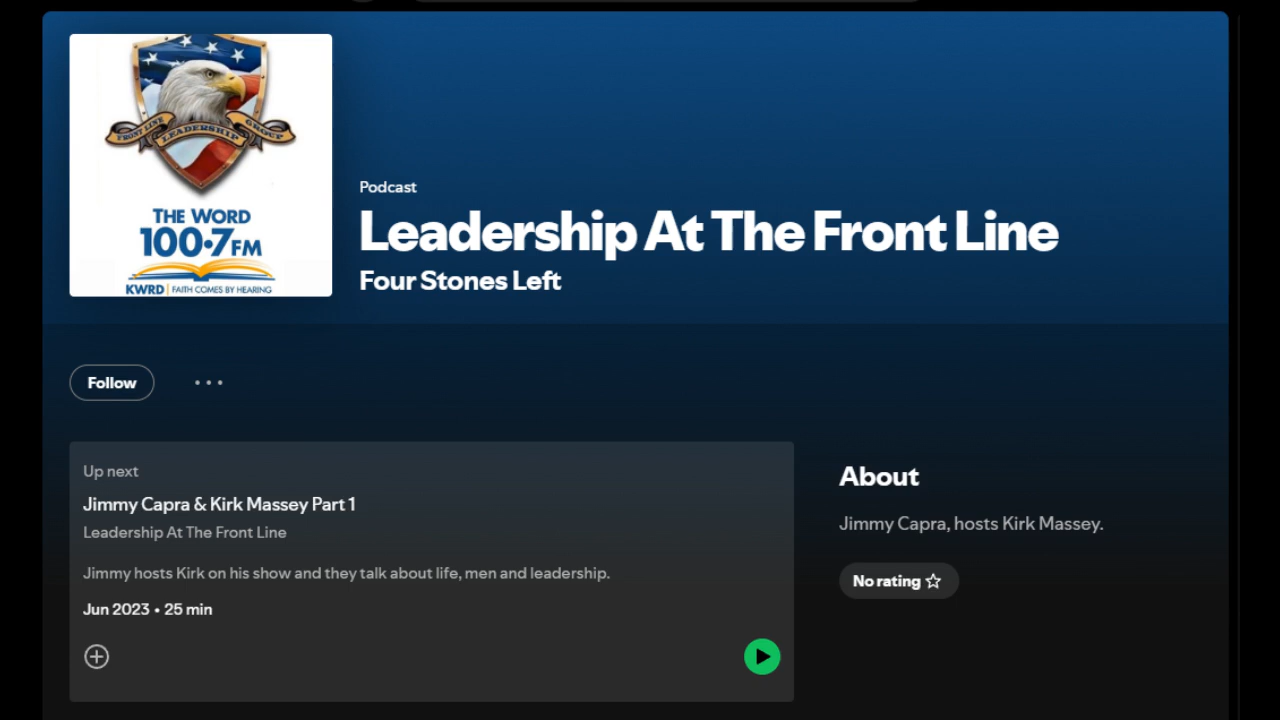 FRONT LINE LEADERSHIP GROUP
THE WORD
100•7 FM
KWRD | FAITH COMES BY HEARING
Podcast
Leadership At The Front Line
Four Stones Left
Follow
Up next
Jimmy Capra & Kirk Massey Part 1
Leadership At The Front Line
Jimmy hosts Kirk on his show and they talk about life, men and leadership.
Jun 2023 • 25 min
About
Jimmy Capra, hosts Kirk Massey.
No rating